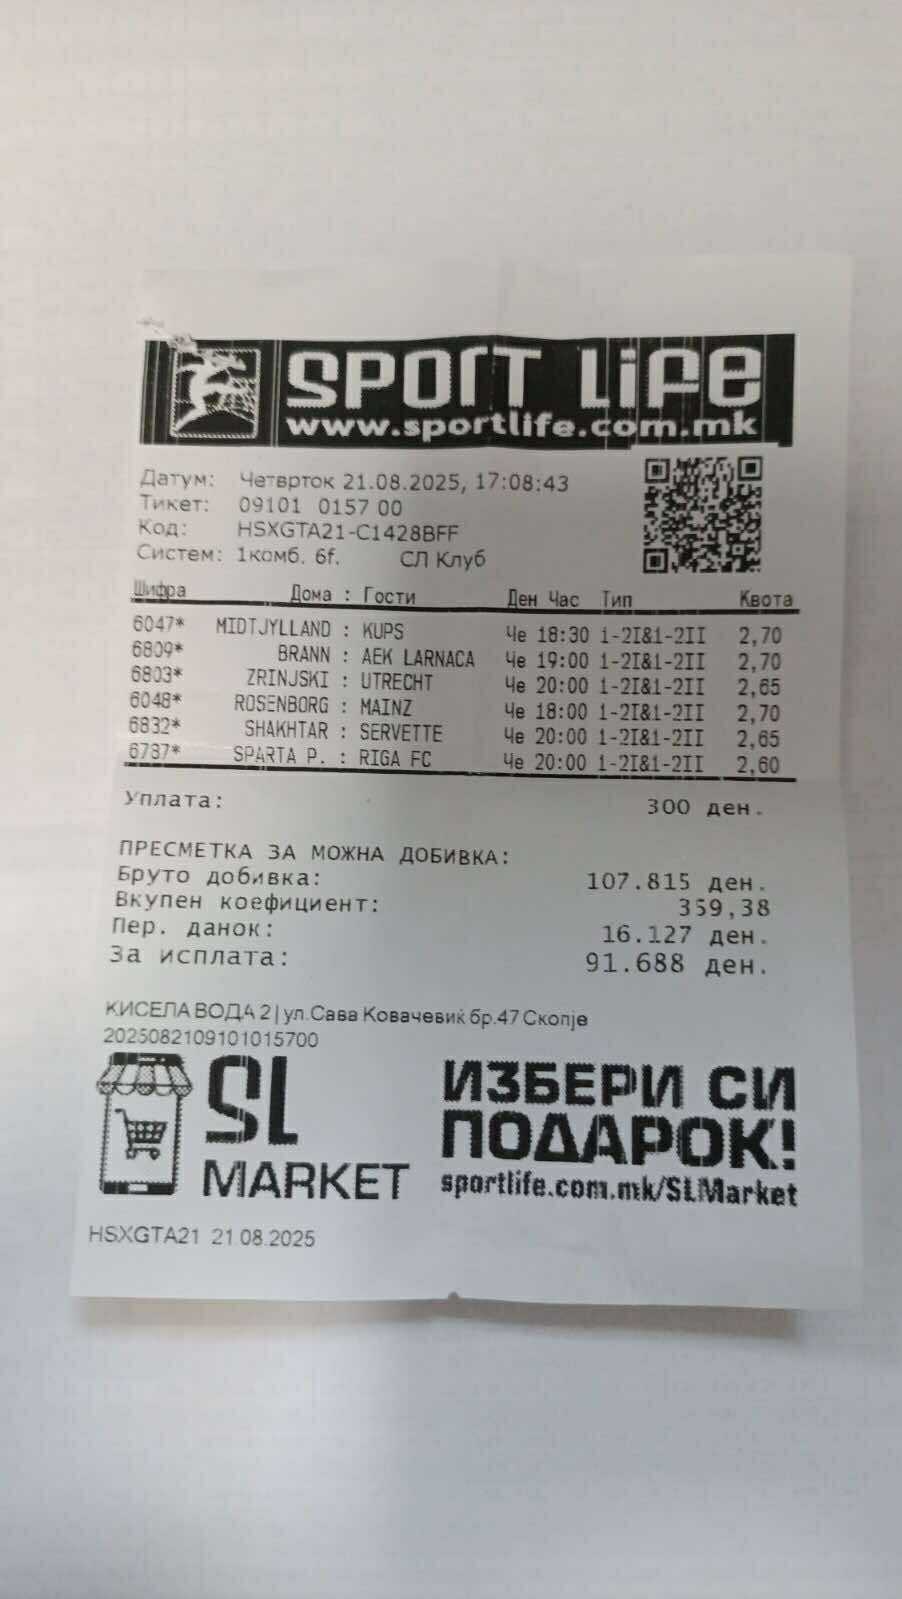 SPORT LIFE
www.sportlife.com.mk
Датум: Четврток 21.08.2025, 17:08:43
Тикет: 09101 0157 00
Код: HSXGTA21-C1428BFF
Систем: 1комб. 6f. СЛ Клуб
Шифра Дома : Гости Ден Час Тип Квота
6047* MIDTJYLLAND : KUPS Че 18:30 1-2I&1-2II 2,70
6809* BRANN : AEK LARNACA Че 19:00 1-2I&1-2II 2,70
6803* ZRINJSKI : UTRECHT Че 20:00 1-2I&1-2II 2,65
6048* ROSENBORG : MAINZ Че 18:00 1-2I&1-2II 2,70
6832* SHAKHTAR : SERVETTE Че 20:00 1-2I&1-2II 2,65
6787* SPARTA P. : RIGA FC Че 20:00 1-2I&1-2II 2,60
Уплата: 300 ден.
ПРЕСМЕТКА ЗА МОЖНА ДОБИВКА:
Бруто добивка: 107.815 ден.
Вкупен коефициент: 359,38
Пер. данок: 16.127 ден.
За исплата: 91.688 ден.
КИСЕЛА ВОДА 2 | ул.Сава Ковачевиќ бр.47 Скопје
2025082109101015700
SL MARKET
ИЗБЕРИ СИ
ПОДАРОК!
sportlife.com.mk/SLMarket
HSXGTA21 21.08.2025